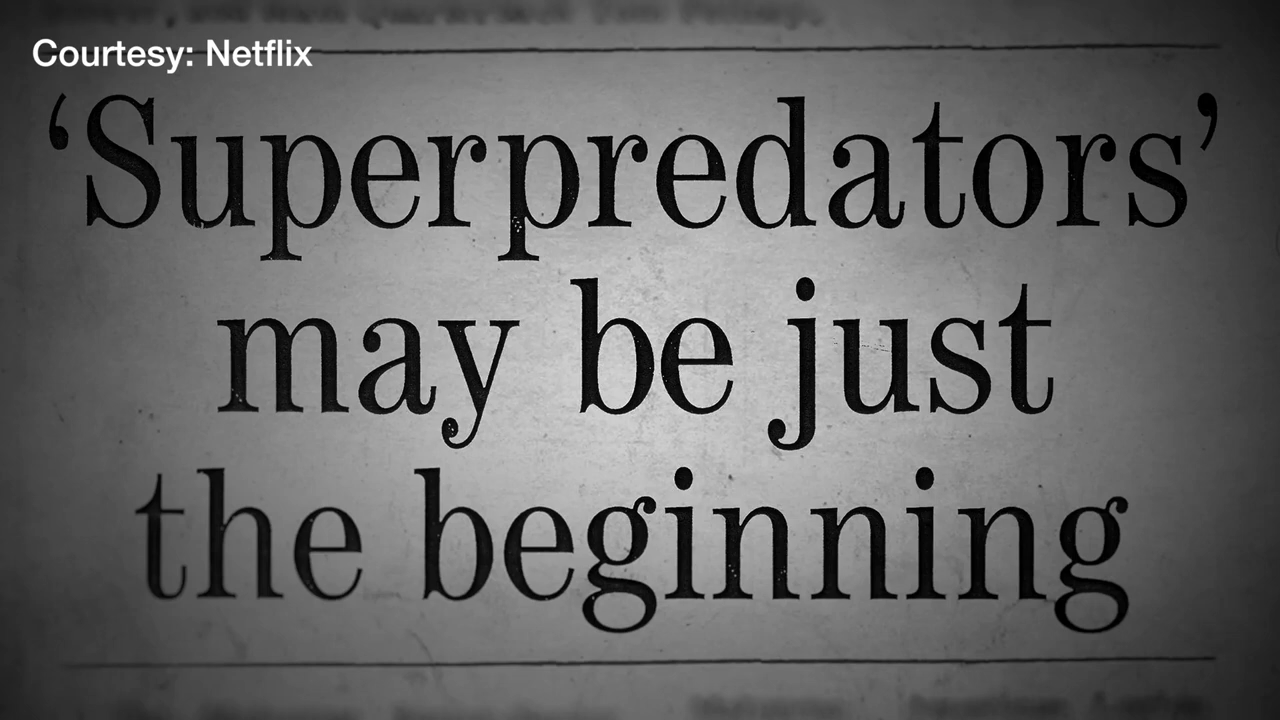 Courtesy: Netflix
‘Superpredators’
may be just
the beginning